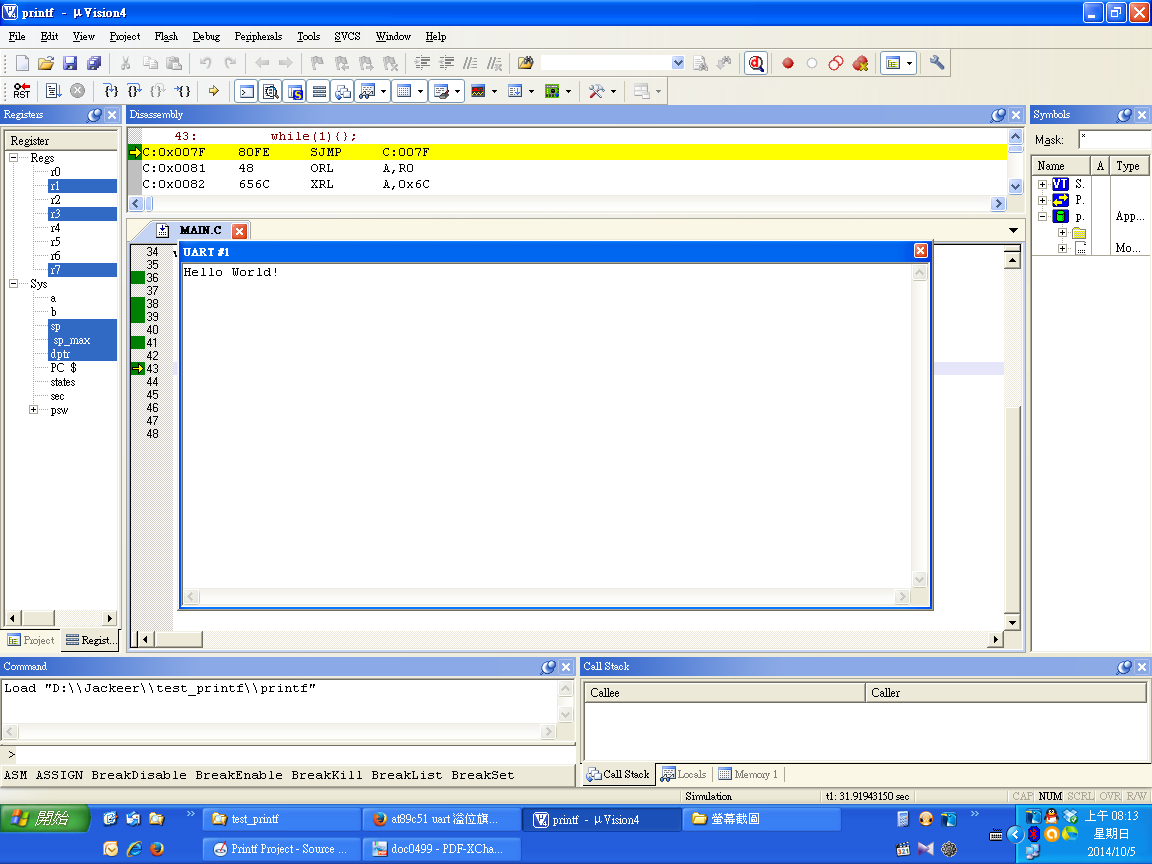 printf - µVision4
File Edit View Project Flash Debug Peripherals Tools SVCS Window Help
RST
Registers
Register
Regs
r0
r1
r2
r3
r4
r5
r6
r7
Sys
a
b
sp
sp_max
dptr
PC $
states
sec
psw
Project
Regist...
Disassembly
43: while(1){};
C:0x007F 80FE SJMP C:007F
C:0x0081 48 ORL A,R0
C:0x0082 656C XRL A,0x6C
MAIN.C
34
35
36
37
38
39
40
41
42
43
44
45
46
47
48
UART #1
Hello World!
Symbols
Mask: *
Name A Type
S.
P.
p. App...
Mo...
Command
Load "D:\\Jackeer\\test_printf\\printf"
>
ASM ASSIGN BreakDisable BreakEnable BreakKill BreakList BreakSet
Call Stack
Callee Caller
Call Stack Locals Memory 1
Simulation t1: 31.91943150 sec CAP NUM SCRL OVR R/W
開始
test_printf
at89c51 uart 溢位旗...
printf - µVision4
螢幕截圖
Printf Project - Source ...
doc0499 - PDF-XCha...
上午 08:13
星期日
2014/10/5